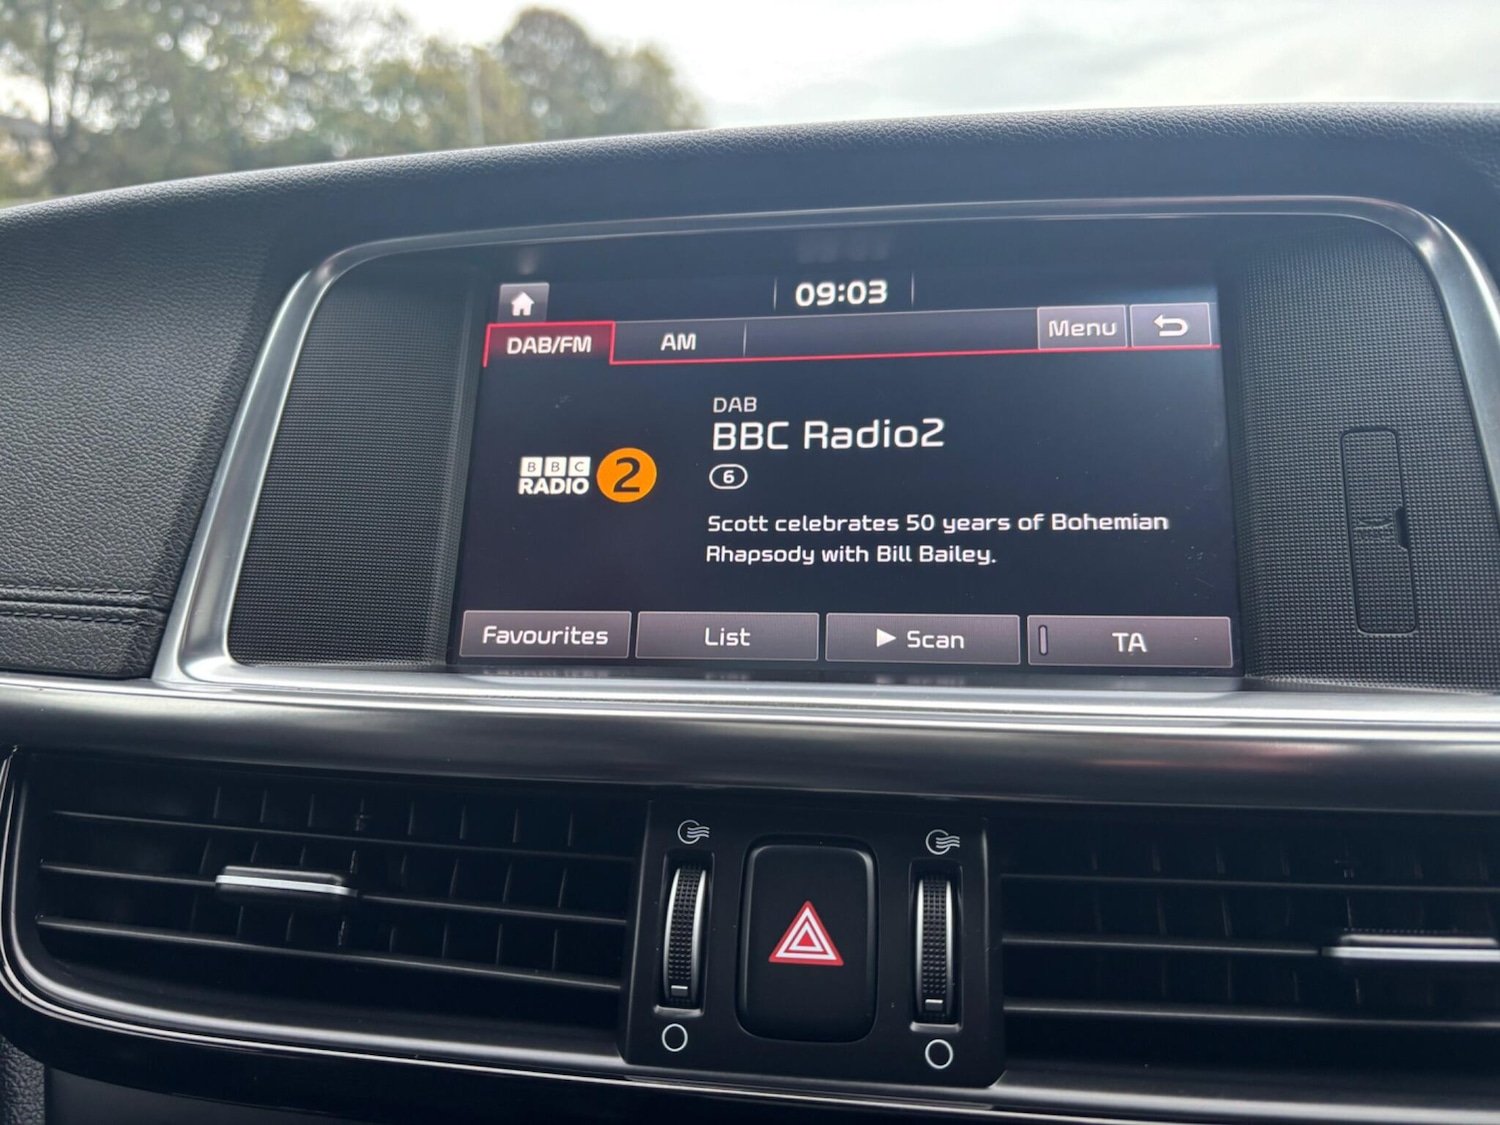 09:03
DAB/FM AM Menu
DAB
BBC Radio2
6
BBC
RADIO 2
Scott celebrates 50 years of Bohemian
Rhapsody with Bill Bailey.
Favourites List Scan TA